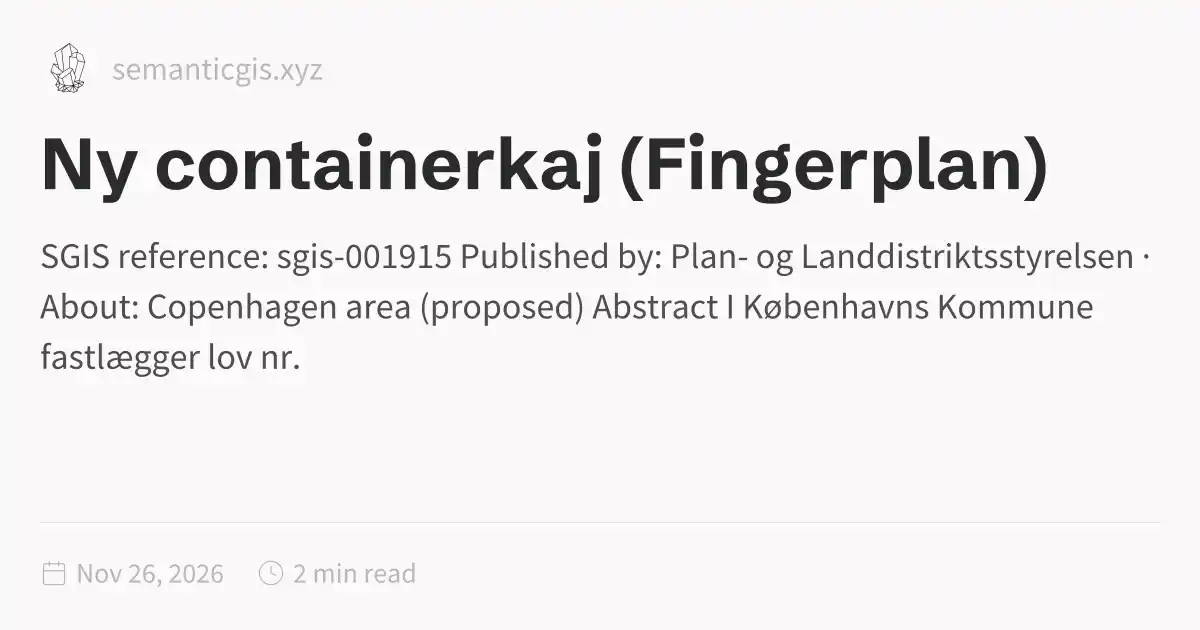 semanticgis.xyz
Ny containerkaj (Fingerplan)
SGIS reference: sgis-001915 Published by: Plan- og Landdistriktsstyrelsen ·
About: Copenhagen area (proposed) Abstract I Københavns Kommune
fastlægger lov nr.
Nov 26, 2026 2 min read